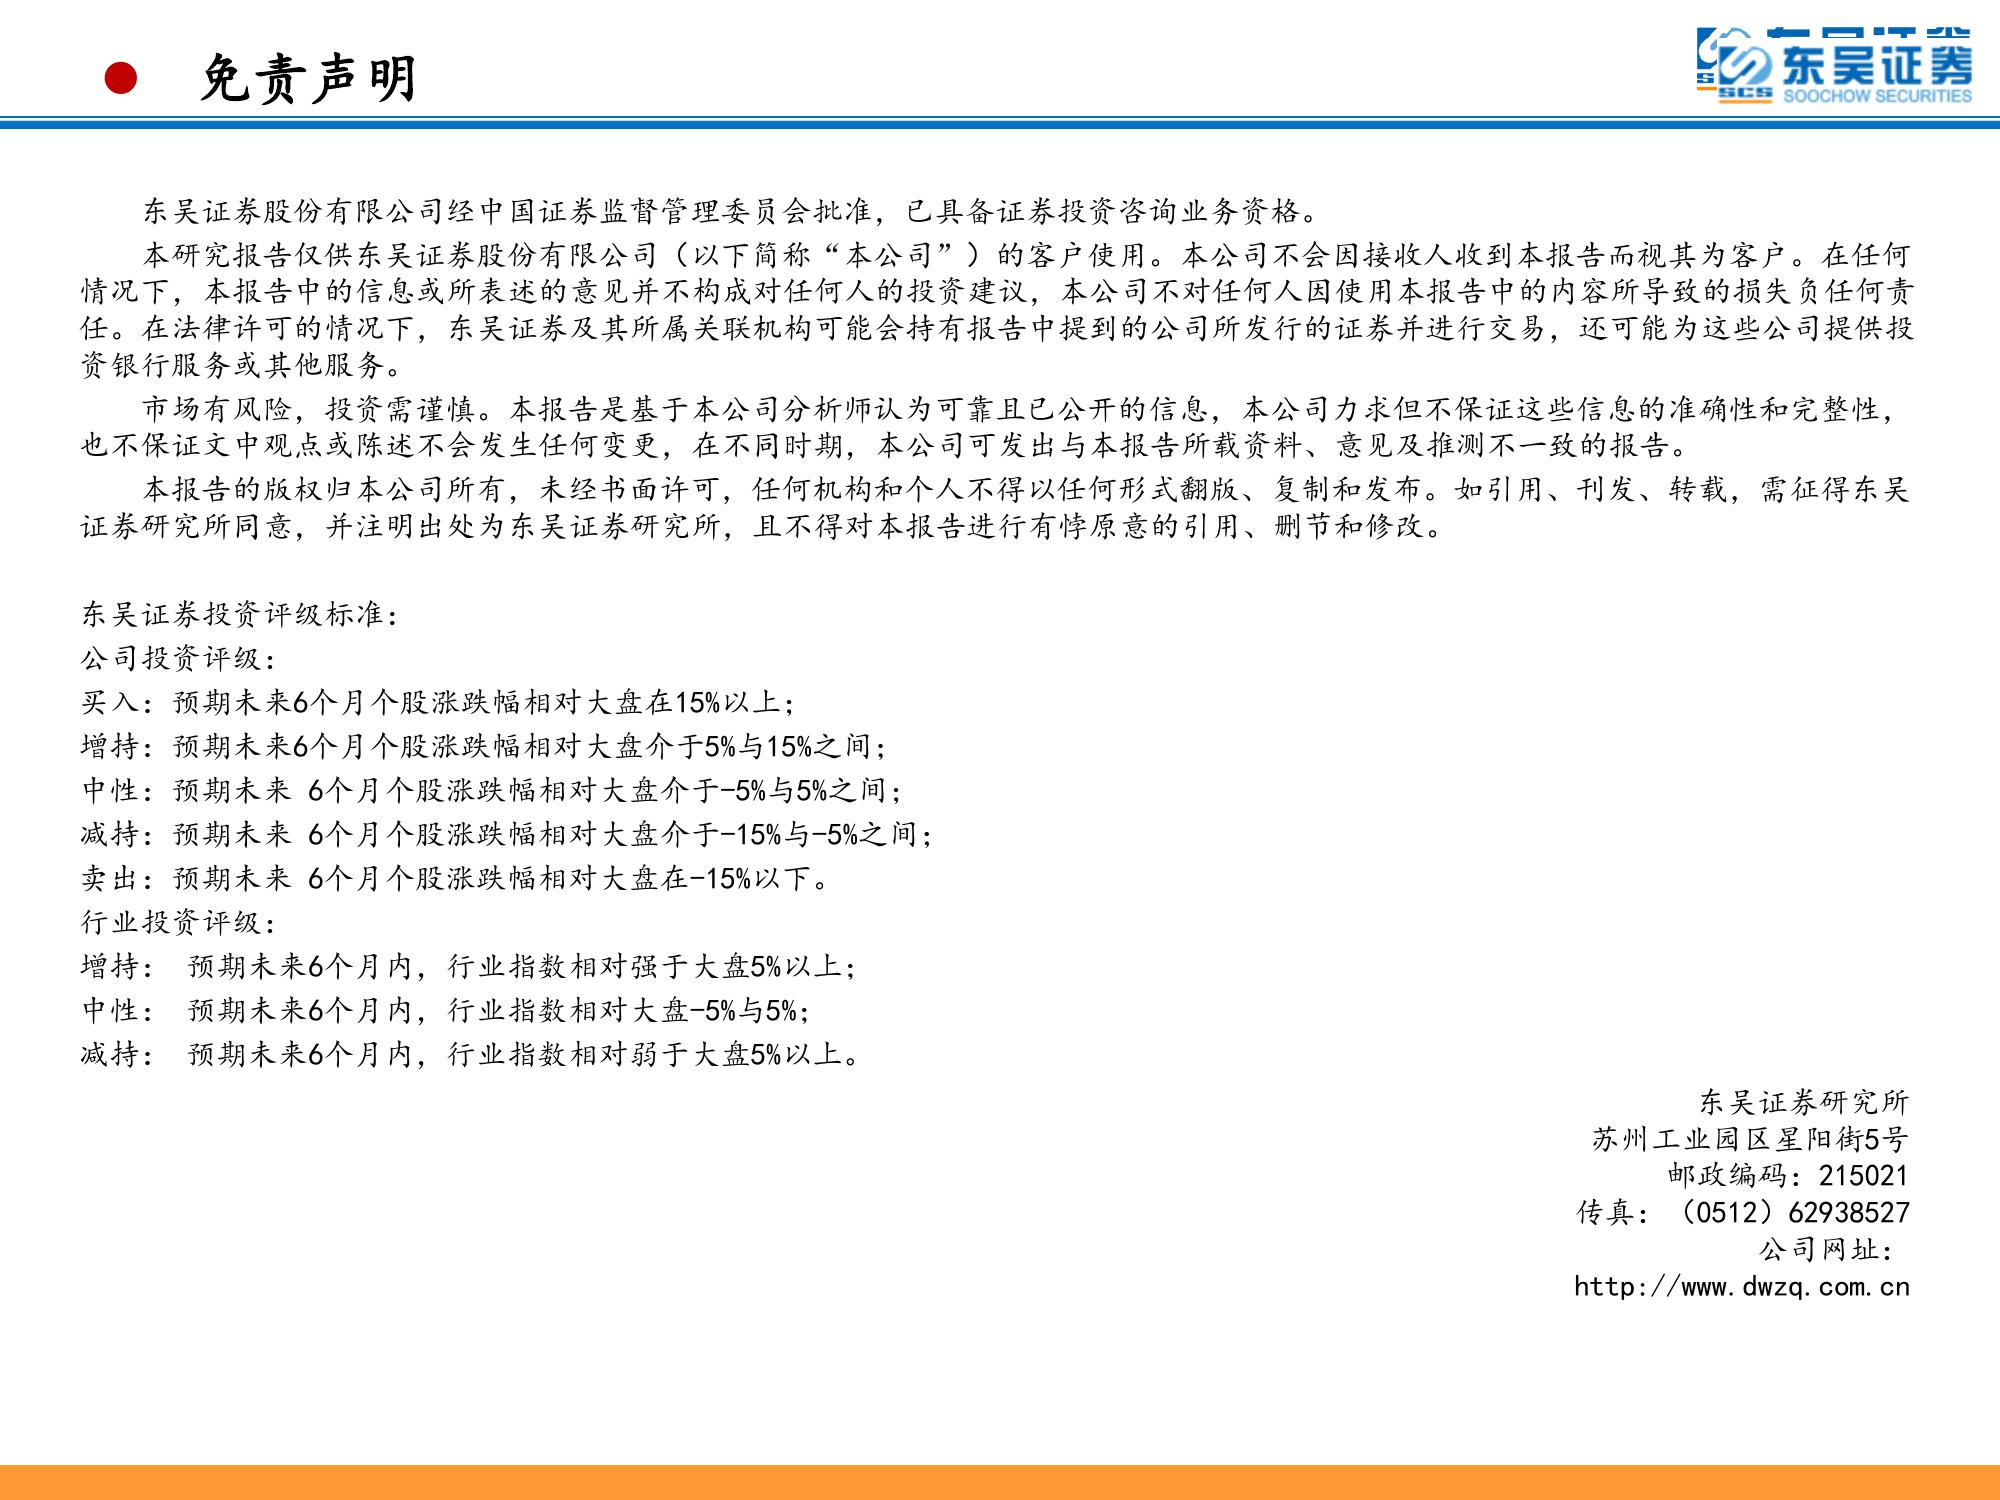 免责声明
东吴证券
SCS SOOCHOW SECURITIES
东吴证券股份有限公司经中国证券监督管理委员会批准，已具备证券投资咨询业务资格。
本研究报告仅供东吴证券股份有限公司（以下简称“本公司”）的客户使用。本公司不会因接收人收到本报告而视其为客户。在任何
情况下，本报告中的信息或所表述的意见并不构成对任何人的投资建议，本公司不对任何人因使用本报告中的内容所导致的损失负任何责
任。在法律许可的情况下，东吴证券及其所属关联机构可能会持有报告中提到的公司所发行的证券并进行交易，还可能为这些公司提供投
资银行服务或其他服务。
市场有风险，投资需谨慎。本报告是基于本公司分析师认为可靠且已公开的信息，本公司力求但不保证这些信息的准确性和完整性，
也不保证文中观点或陈述不会发生任何变更，在不同时期，本公司可发出与本报告所载资料、意见及推测不一致的报告。
本报告的版权归本公司所有，未经书面许可，任何机构和个人不得以任何形式翻版、复制和发布。如引用、刊发、转载，需征得东吴
证券研究所同意，并注明出处为东吴证券研究所，且不得对本报告进行有悖原意的引用、删节和修改。
东吴证券投资评级标准：
公司投资评级：
买入：预期未来6个月个股涨跌幅相对大盘在15%以上；
增持：预期未来6个月个股涨跌幅相对大盘介于5%与15%之间；
中性：预期未来 6个月个股涨跌幅相对大盘介于-5%与5%之间；
减持：预期未来 6个月个股涨跌幅相对大盘介于-15%与-5%之间；
卖出：预期未来 6个月个股涨跌幅相对大盘在-15%以下。
行业投资评级：
增持： 预期未来6个月内，行业指数相对强于大盘5%以上；
中性： 预期未来6个月内，行业指数相对大盘-5%与5%；
减持： 预期未来6个月内，行业指数相对弱于大盘5%以上。
东吴证券研究所
苏州工业园区星阳街5号
邮政编码：215021
传真：（0512）62938527
公司网址：
http://www.dwzq.com.cn